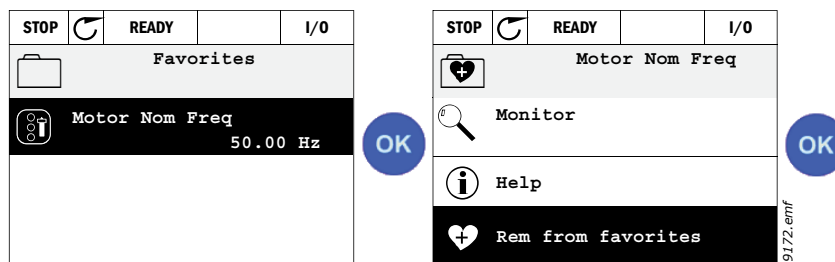 STOP READY I/O
Favorites
Motor Nom Freq
50.00 Hz
OK
STOP READY I/O
Motor Nom Freq
Monitor
Help
Rem from favorites
OK
9172.emf